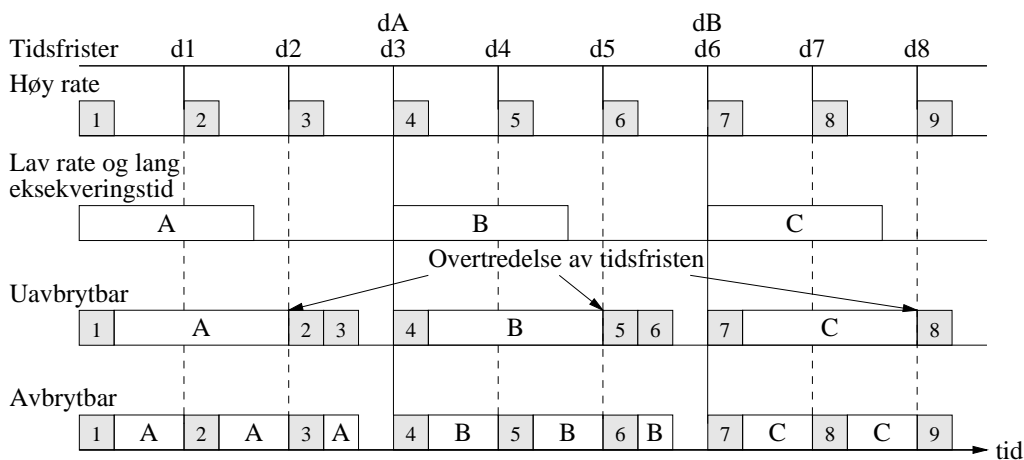 dA dB
Tidsfrister d1 d2 d3 d4 d5 d6 d7 d8
Høy rate
1 2 3 4 5 6 7 8 9
Lav rate og lang
eksekveringstid
A B C
Overtredelse av tidsfristen
Uavbrytbar
1 A 2 3 4 B 5 6 7 C 8
Avbrytbar
1 A 2 A 3 A 4 B 5 B 6 B 7 C 8 C 9
tid